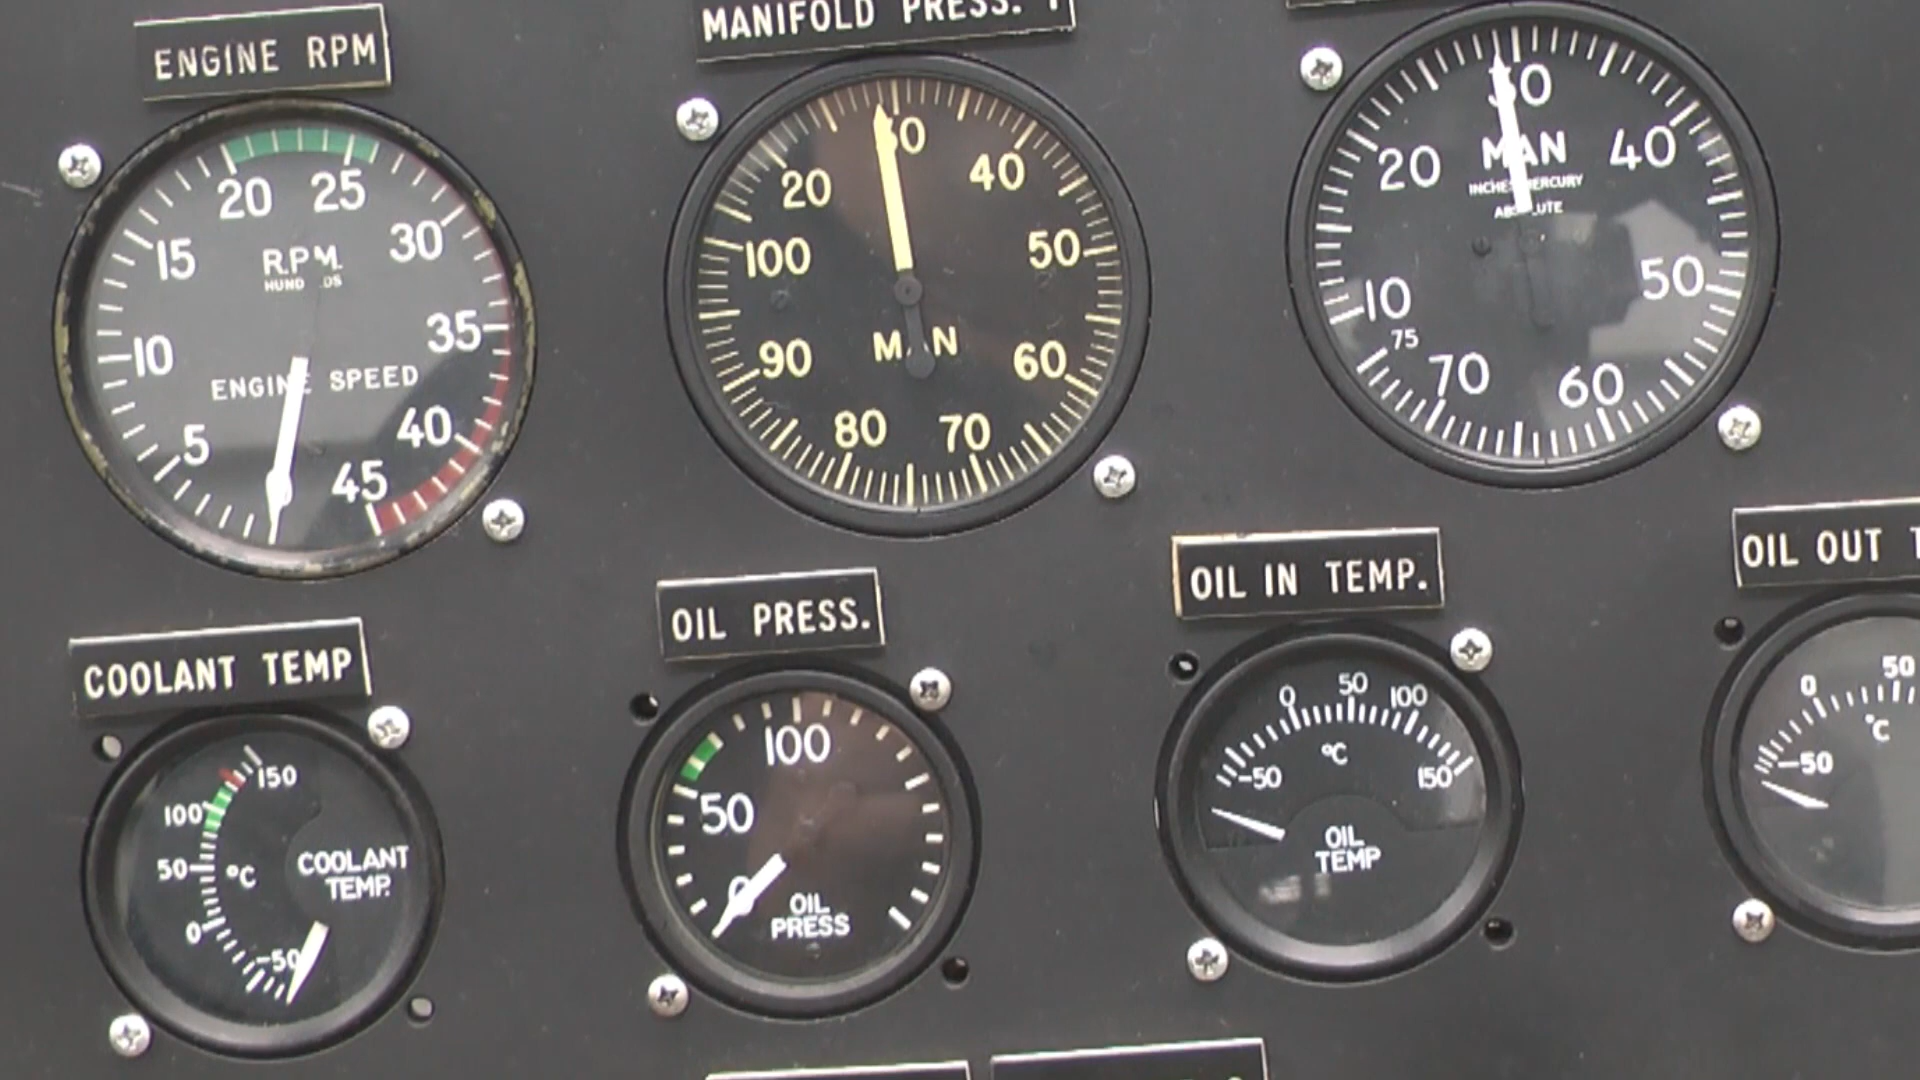 ENGINE RPM
MANIFOLD PRESS. 1
20 25
15 30
R.P.M.
10 35
ENGINE SPEED
5 40
45
30
20 40
100 50
MAN
90 60
80 70
30
MAN
20 40
INCHES MERCURY
ABSOLUTE
10 50
75
70 60
COOLANT TEMP
150
100
50 °C
0
-50
COOLANT
TEMP.
OIL PRESS.
100
50
0
OIL
PRESS
OIL IN TEMP.
0 50 100
°C
-50 150
OIL
TEMP
OIL OUT
0 50
°C
-50